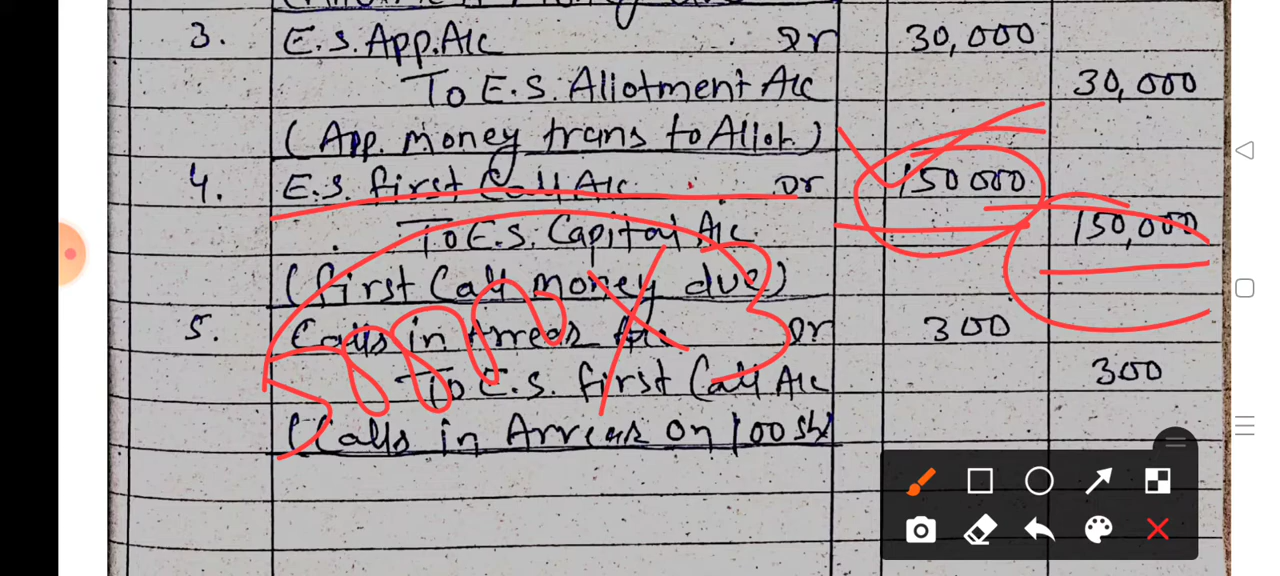 3. E.S. App. A/c Dr 30,000
To E.S. Allotment A/c 30,000
(App. money trans to Allot.)
4. E.S. first Call A/c Dr 150000
To E.S. Capital A/c 150,000
(first Call money due)
5. Calls in Arrear A/c Dr 300
To E.S. first Call A/c 300
(Calls in Arrear on 100 sh)
50000 X 3